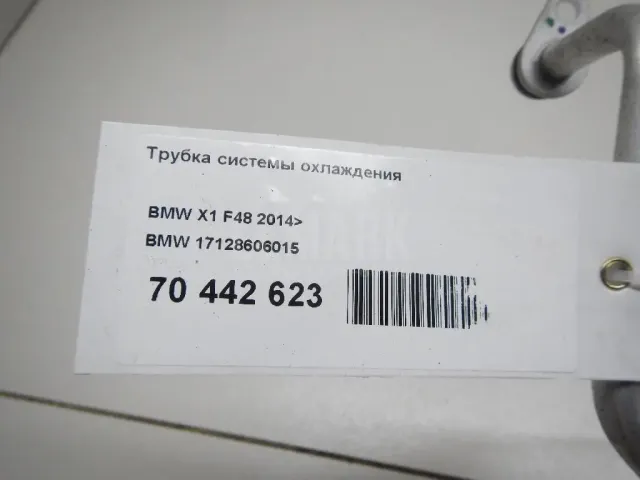 Трубка системы охлаждения
BMW X1 F48 2014>
BMW 17128606015
70 442 623